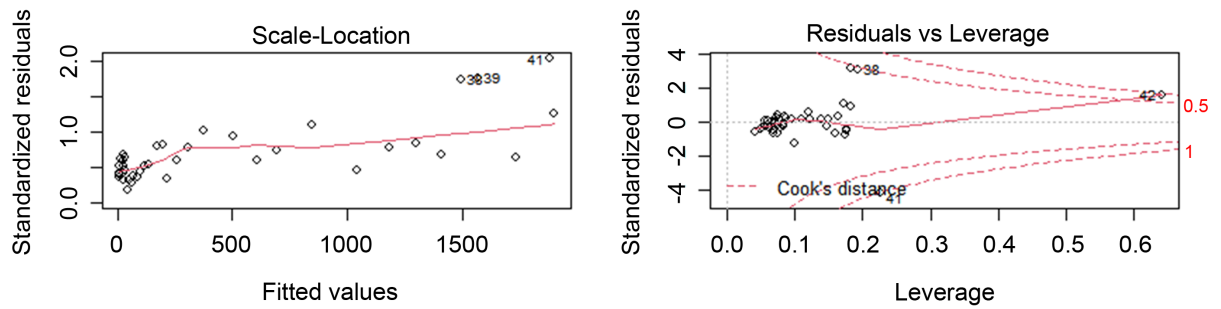 Scale-Location
Standardized residuals
2.0
1.0
0.0
41
38
39
0
500
1000
1500
Fitted values
Residuals vs Leverage
Standardized residuals
4
2
0
-2
-4
38
42
41
0.5
1
Cook's distance
0.0 0.1 0.2 0.3 0.4 0.5 0.6
Leverage